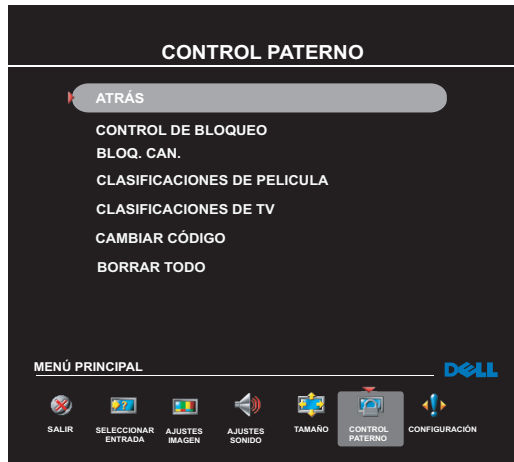 CONTROL PATERNO
ATRÁS
CONTROL DE BLOQUEO
BLOQ. CAN.
CLASIFICACIONES DE PELICULA
CLASIFICACIONES DE TV
CAMBIAR CÓDIGO
BORRAR TODO
MENÚ PRINCIPAL
DELL
SALIR
SELECCIONAR
ENTRADA
AJUSTES
IMAGEN
AJUSTES
SONIDO
TAMAÑO
CONTROL
PATERNO
CONFIGURACIÓN